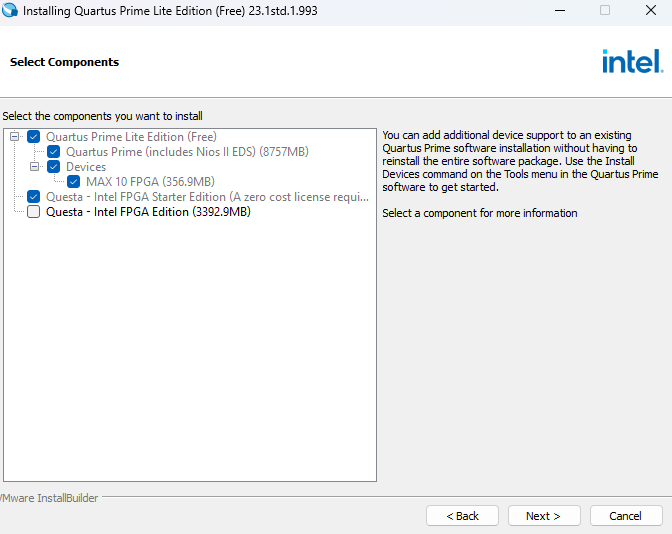 Installing Quartus Prime Lite Edition (Free) 23.1std.1.993
Select Components
intel.
Select the components you want to install
Quartus Prime Lite Edition (Free)
Quartus Prime (includes Nios II EDS) (8757MB)
Devices
MAX 10 FPGA (356.9MB)
Questa - Intel FPGA Starter Edition (A zero cost license requi...
Questa - Intel FPGA Edition (3392.9MB)
You can add additional device support to an existing
Quartus Prime software installation without having to
reinstall the entire software package. Use the Install
Devices command on the Tools menu in the Quartus Prime
software to get started.
Select a component for more information
VMware InstallBuilder
< Back
Next >
Cancel